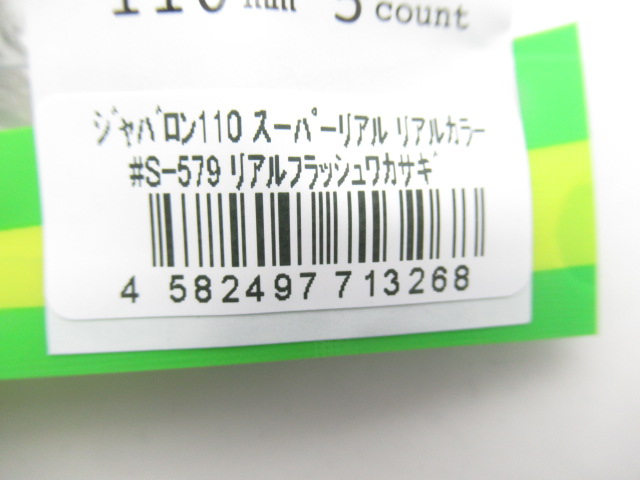 110 mm 5 count
ｼﾞｬﾊﾞﾛﾝ110 ｽｰﾊﾟｰﾘｱﾙ ﾘｱﾙｶﾗｰ
#S-579 ﾘｱﾙﾌﾗｯｼｭﾜｶｻｷﾞ
4 582497 713268